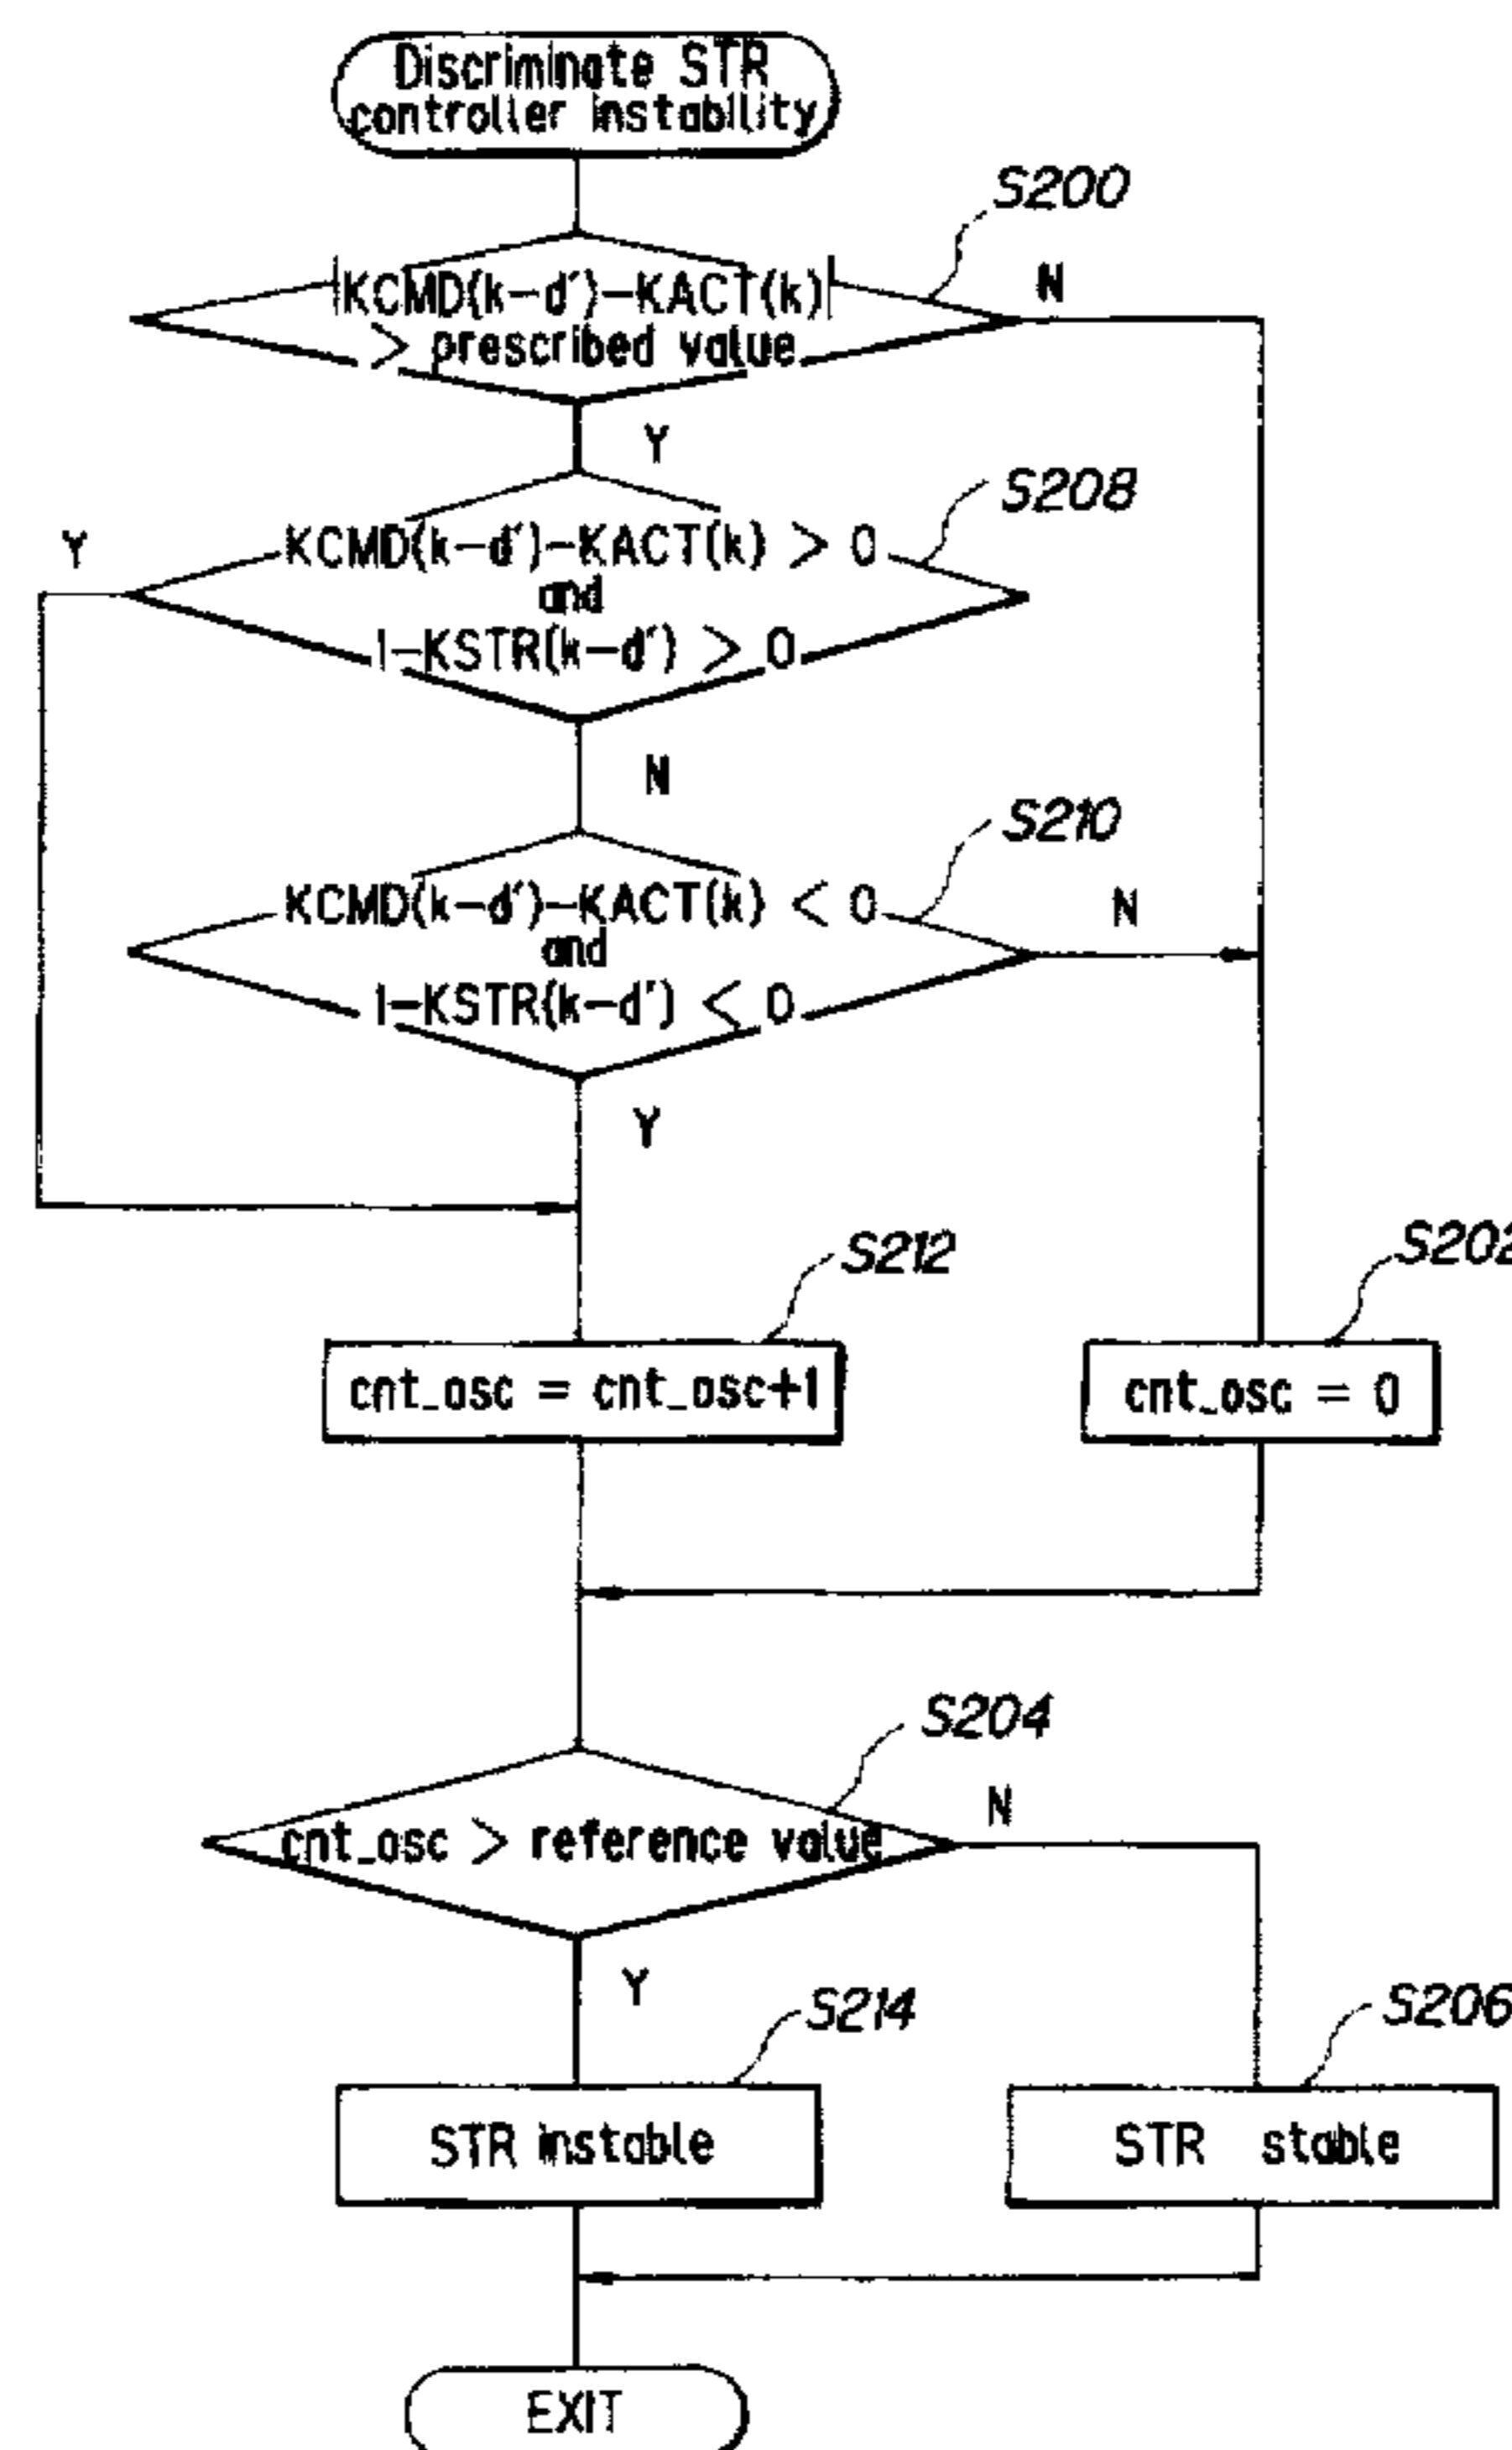 Discriminate STR
controller instability
S200
|KCMD(k-d')-KACT(k)|
> prescribed value
N
Y
S208
Y
KCMD(k-d')-KACT(k) > 0
and
1-KSTR(k-d') > 0
N
S210
KCMD(k-d')-KACT(k) < 0
and
1-KSTR(k-d') < 0
N
Y
S212
S202
cnt_osc = cnt_osc+1
cnt_osc = 0
S204
cnt_osc > reference value
N
Y
S214
S206
STR instable
STR stable
EXIT